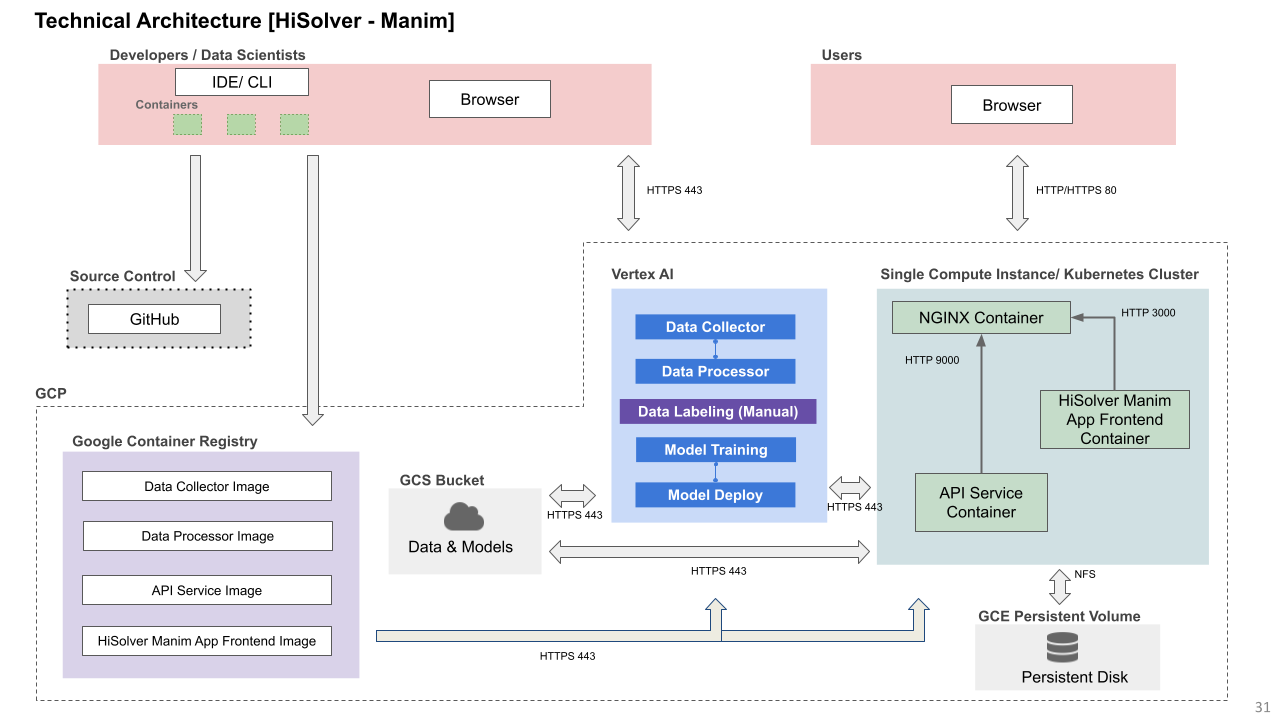 Technical Architecture [HiSolver - Manim]
Developers / Data Scientists
IDE/ CLI
Containers
Browser
Users
Browser
HTTPS 443
HTTP/HTTPS 80
Source Control
GitHub
GCP
Google Container Registry
Data Collector Image
Data Processor Image
API Service Image
HiSolver Manim App Frontend Image
GCS Bucket
Data & Models
HTTPS 443
Vertex AI
Data Collector
Data Processor
Data Labeling (Manual)
Model Training
Model Deploy
HTTPS 443
HTTPS 443
HTTPS 443
Single Compute Instance/ Kubernetes Cluster
NGINX Container
HTTP 3000
HTTP 9000
HiSolver Manim
App Frontend
Container
API Service
Container
NFS
GCE Persistent Volume
Persistent Disk
31